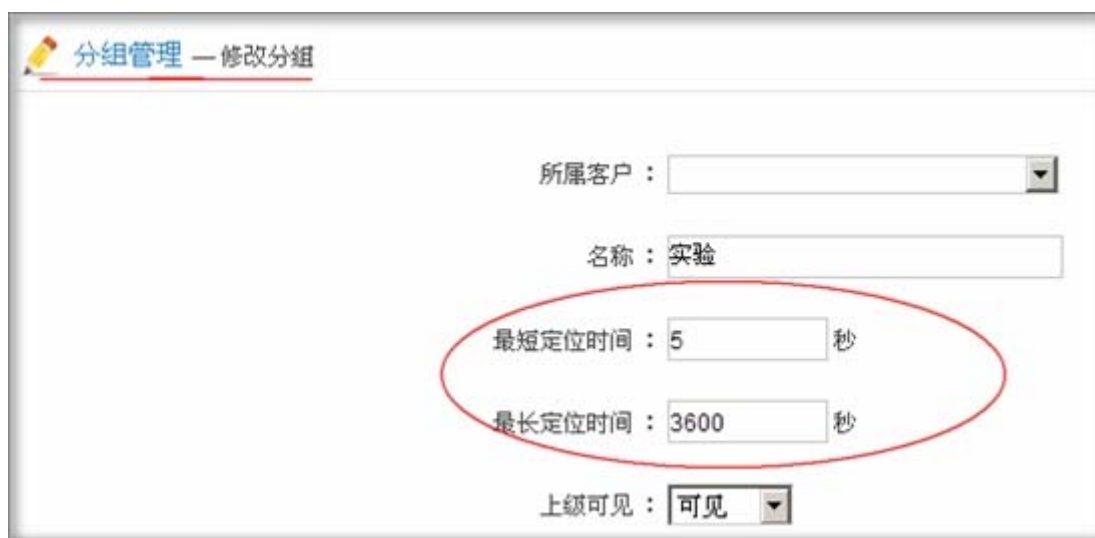 分组管理 — 修改分组
所属客户：
名称：实验
最短定位时间：5 秒
最长定位时间：3600 秒
上级可见：可见